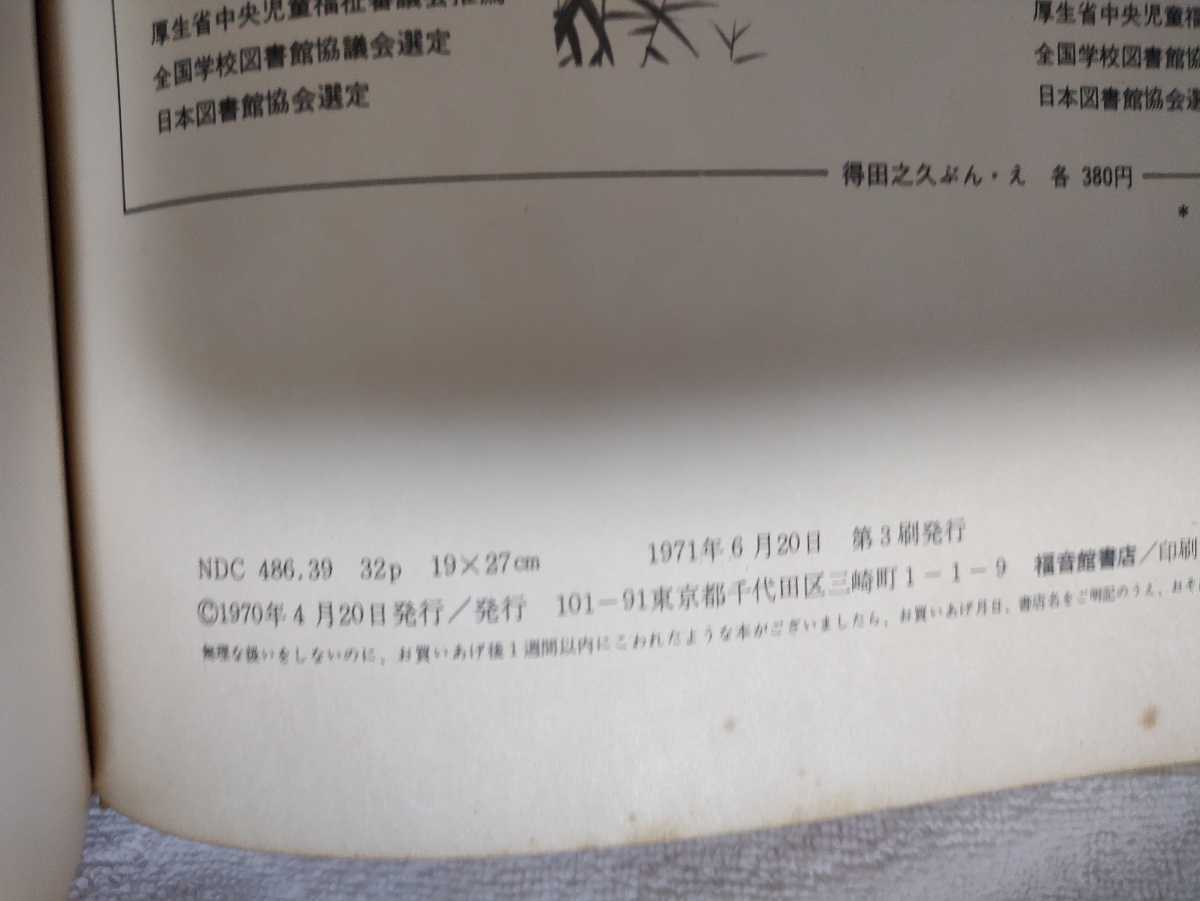 厚生省中央児童福祉審議会推薦
全国学校図書館協議会選定
日本図書館協会選定
厚生省中央児童福
全国学校図書館協
日本図書館協会選
得田之久ぶん・え 各 380円
*
NDC 486.39 32p 19×27cm 1971年6月20日 第3刷発行
©1970年4月20日発行／発行 101-91東京都千代田区三崎町1-1-9 福音館書店／印刷
無理な扱いをしないのに、お買いあげ後1週間以内にこわれたような本がございましたら、お買いあげ月日、書店名をご明記のうえ、おそ